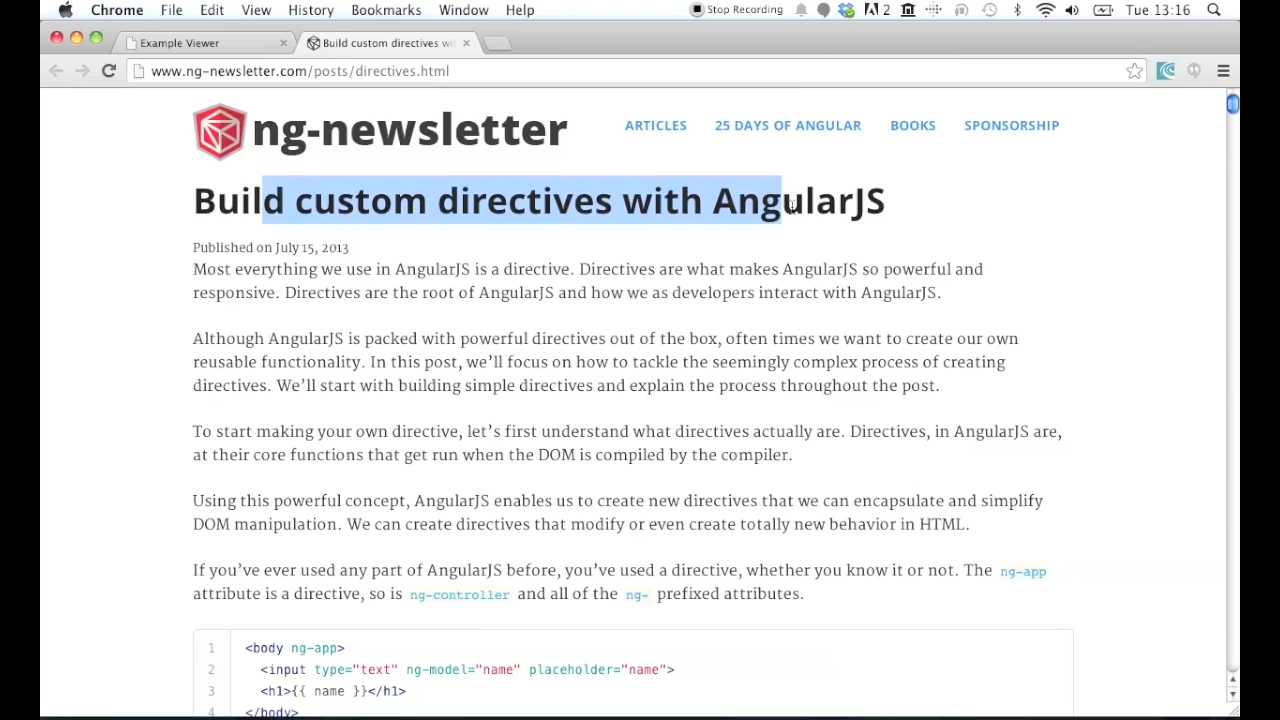 Chrome File Edit View History Bookmarks Window Help Stop Recording 2 Tue 13:16
Example Viewer Build custom directives wi
www.ng-newsletter.com/posts/directives.html
ng-newsletter ARTICLES 25 DAYS OF ANGULAR BOOKS SPONSORSHIP
Build custom directives with AngularJS
Published on July 15, 2013
Most everything we use in AngularJS is a directive. Directives are what makes AngularJS so powerful and
responsive. Directives are the root of AngularJS and how we as developers interact with AngularJS.
Although AngularJS is packed with powerful directives out of the box, often times we want to create our own
reusable functionality. In this post, we’ll focus on how to tackle the seemingly complex process of creating
directives. We’ll start with building simple directives and explain the process throughout the post.
To start making your own directive, let’s first understand what directives actually are. Directives, in AngularJS are,
at their core functions that get run when the DOM is compiled by the compiler.
Using this powerful concept, AngularJS enables us to create new directives that we can encapsulate and simplify
DOM manipulation. We can create directives that modify or even create totally new behavior in HTML.
If you’ve ever used any part of AngularJS before, you’ve used a directive, whether you know it or not. The ng-app
attribute is a directive, so is ng-controller and all of the ng- prefixed attributes.
1 <body ng-app>
2 <input type="text" ng-model="name" placeholder="name">
3 <h1>{{ name }}</h1>
4 </body>